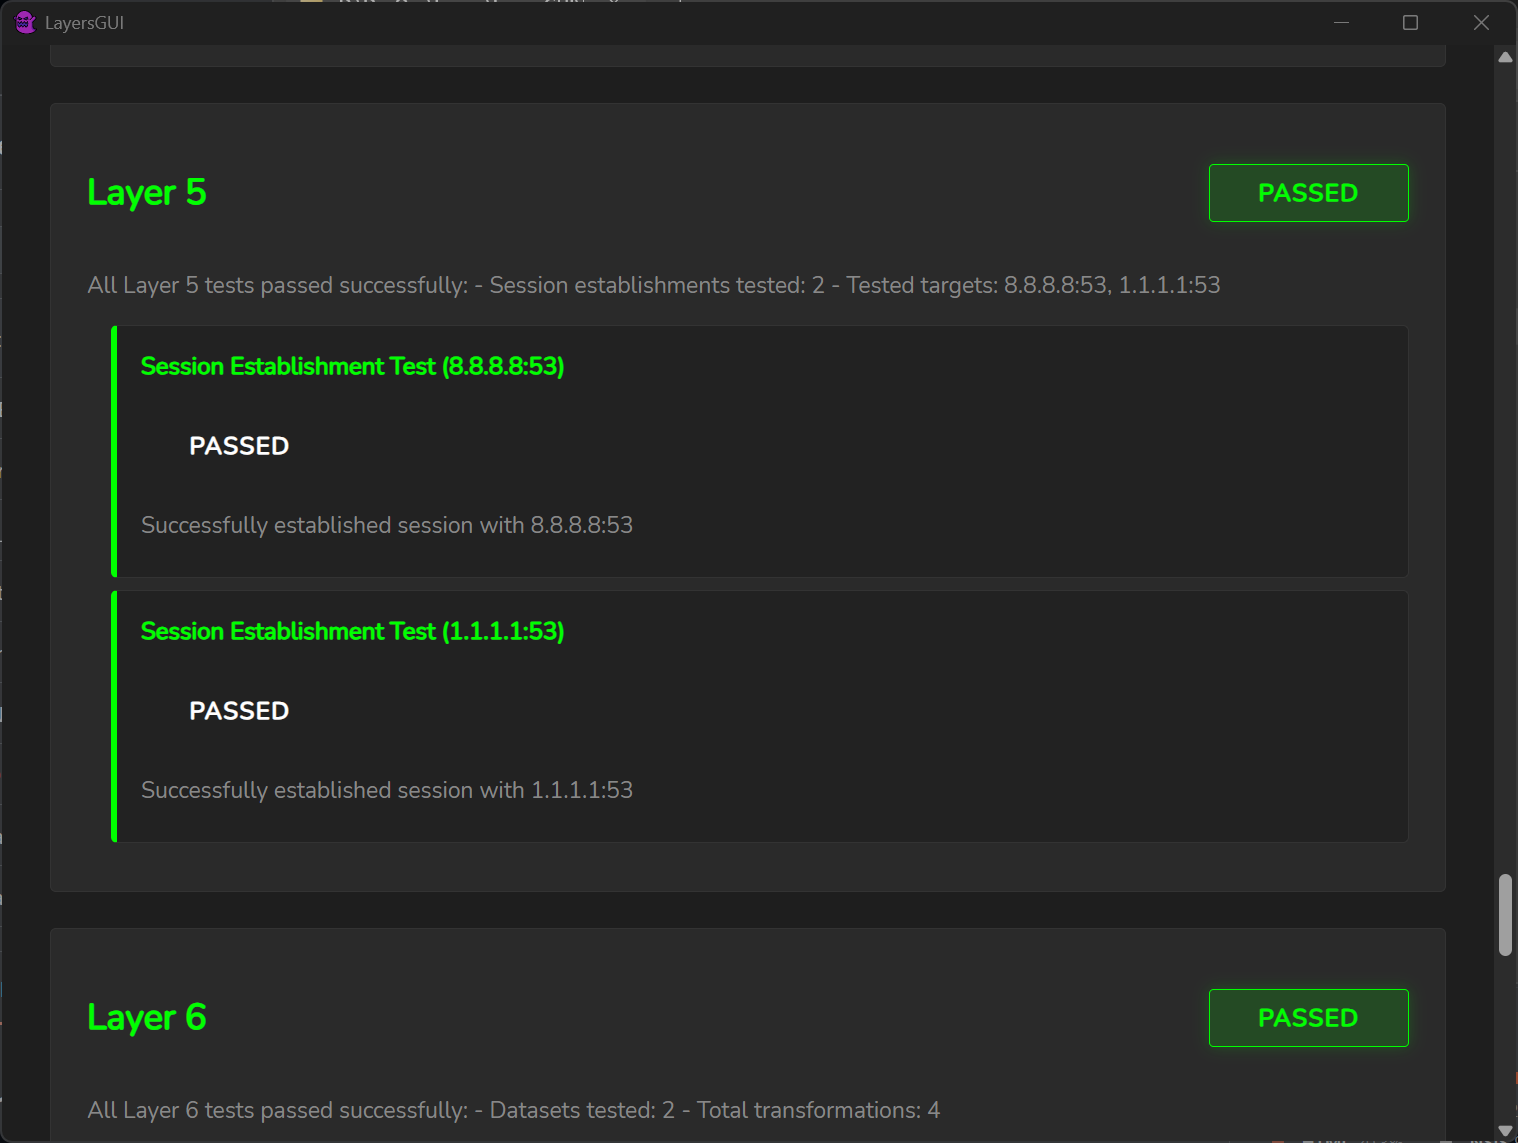 LayersGUI
Layer 5
PASSED
All Layer 5 tests passed successfully: - Session establishments tested: 2 - Tested targets: 8.8.8.8:53, 1.1.1.1:53
Session Establishment Test (8.8.8.8:53)
PASSED
Successfully established session with 8.8.8.8:53
Session Establishment Test (1.1.1.1:53)
PASSED
Successfully established session with 1.1.1.1:53
Layer 6
PASSED
All Layer 6 tests passed successfully: - Datasets tested: 2 - Total transformations: 4